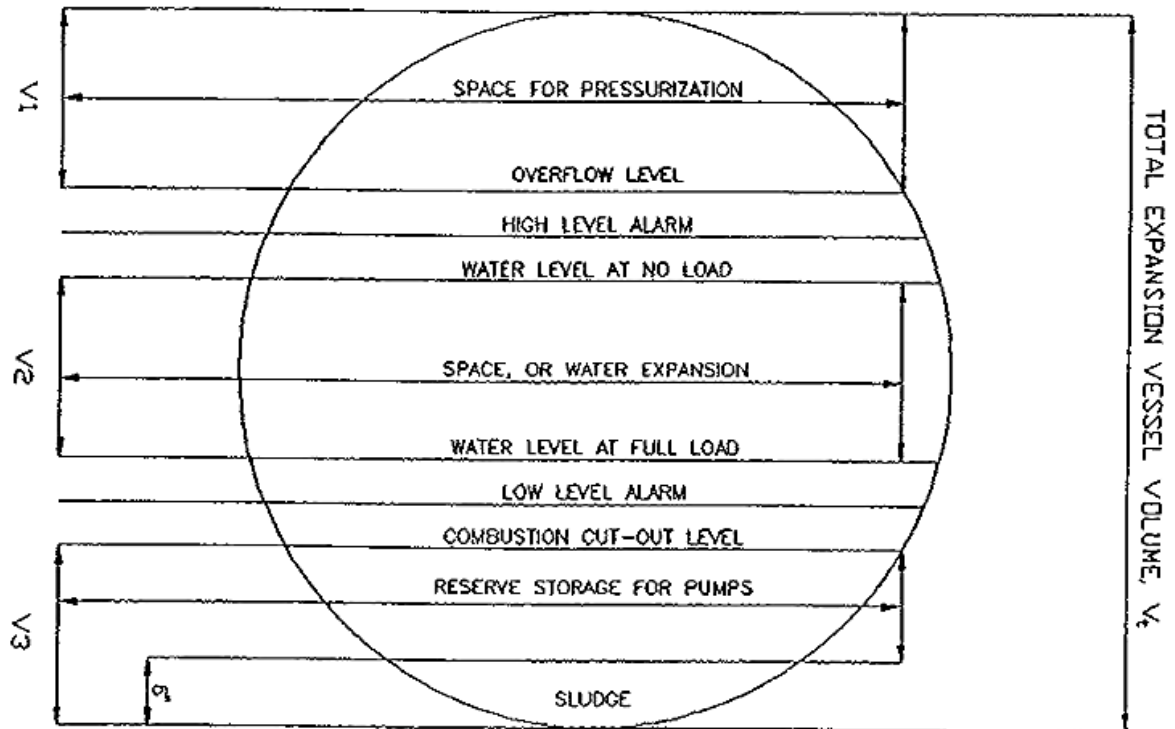 SPACE FOR PRESSURIZATION
V1
OVERFLOW LEVEL
HIGH LEVEL ALARM
WATER LEVEL AT NO LOAD
SPACE, OR WATER EXPANSION
V2
WATER LEVEL AT FULL LOAD
LOW LEVEL ALARM
COMBUSTION CUT-OUT LEVEL
RESERVE STORAGE FOR PUMPS
V3
6"
SLUDGE
TOTAL EXPANSION VESSEL VOLUME, Vt